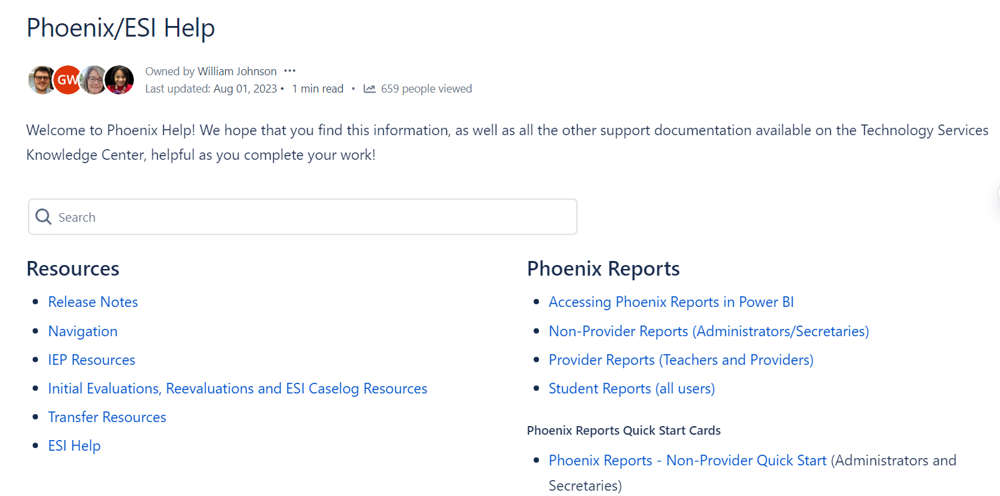 Phoenix/ESI Help
GW
Owned by William Johnson •••
Last updated: Aug 01, 2023 • 1 min read • 659 people viewed
Welcome to Phoenix Help! We hope that you find this information, as well as all the other support documentation available on the Technology Services
Knowledge Center, helpful as you complete your work!
Search
Resources
• Release Notes
• Navigation
• IEP Resources
• Initial Evaluations, Reevaluations and ESI Caselog Resources
• Transfer Resources
• ESI Help
Phoenix Reports
• Accessing Phoenix Reports in Power BI
• Non-Provider Reports (Administrators/Secretaries)
• Provider Reports (Teachers and Providers)
• Student Reports (all users)
Phoenix Reports Quick Start Cards
• Phoenix Reports - Non-Provider Quick Start (Administrators and
Secretaries)